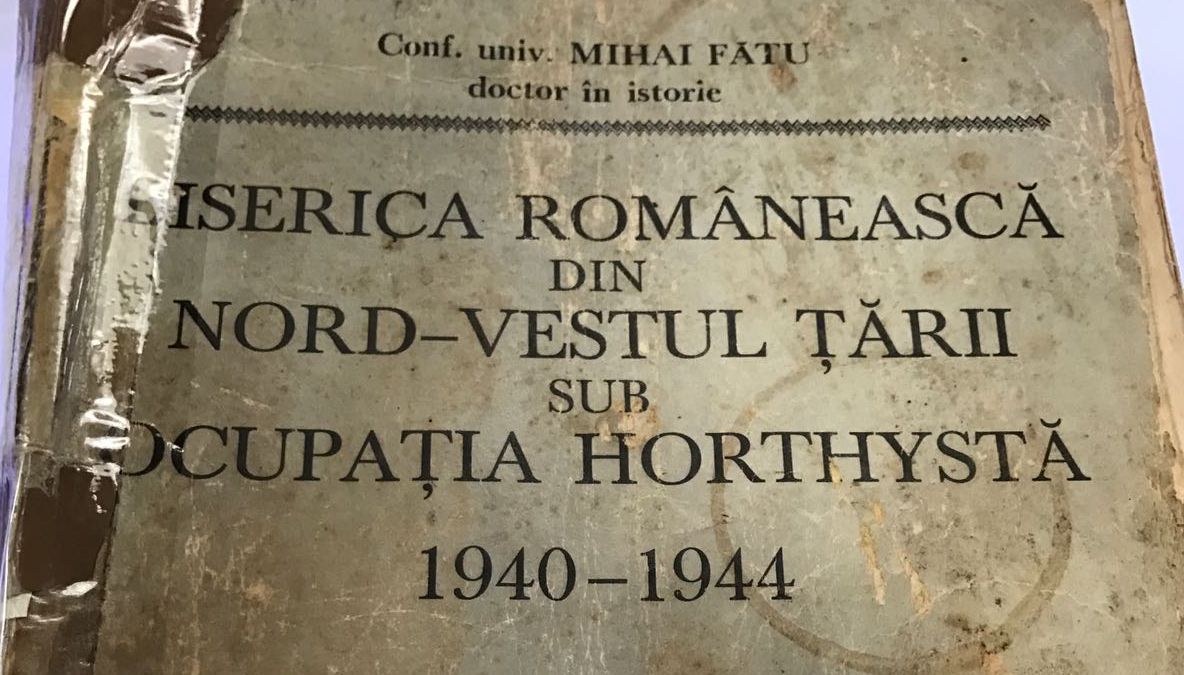 Conf. univ. MIHAI FĂTU
doctor în istorie
BISERICA ROMÂNEASCĂ
DIN
NORD-VESTUL ȚĂRII
SUB
OCUPAȚIA HORTHYSTĂ
1940-1944